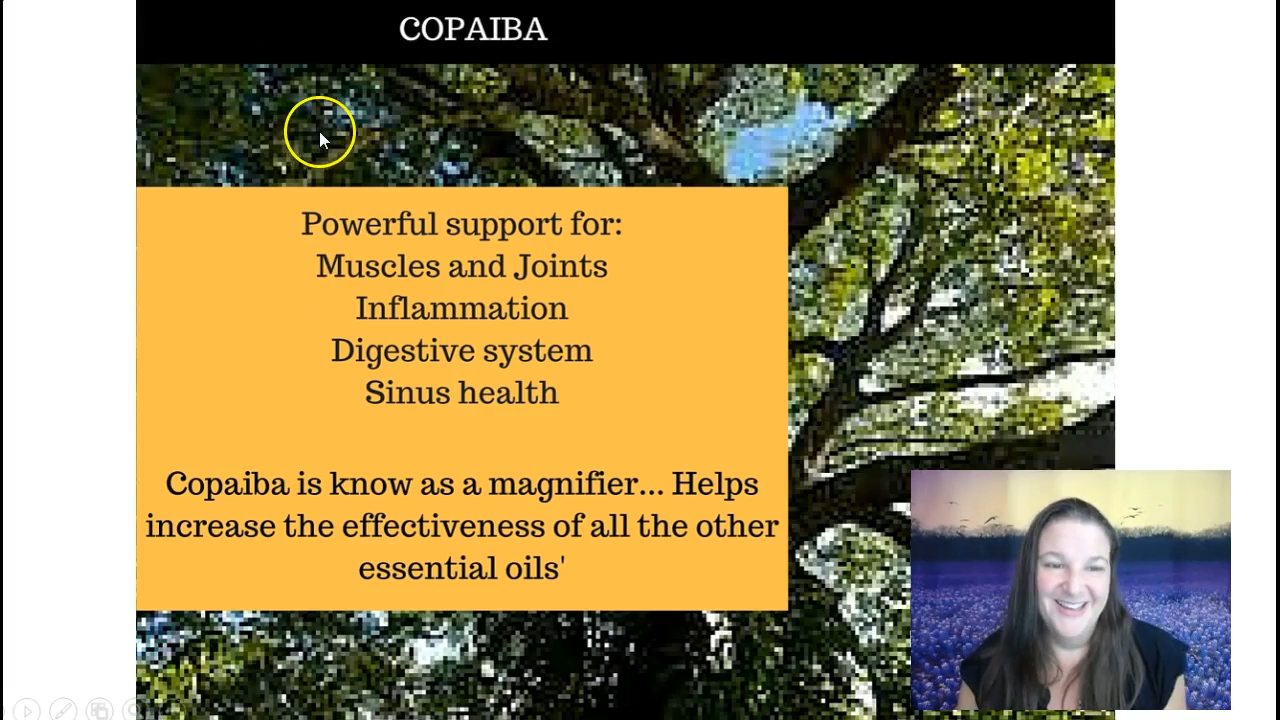 COPAIBA
Powerful support for:
Muscles and Joints
Inflammation
Digestive system
Sinus health
Copaiba is know as a magnifier... Helps
increase the effectiveness of all the other
essential oils'